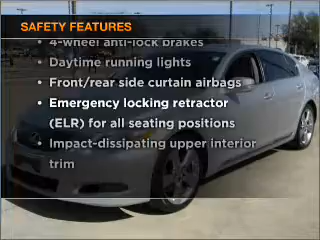 SAFETY FEATURES
• 4-wheel anti-lock brakes
• Daytime running lights
• Front/rear side curtain airbags
• Emergency locking retractor
(ELR) for all seating positions
• Impact-dissipating upper interior
trim